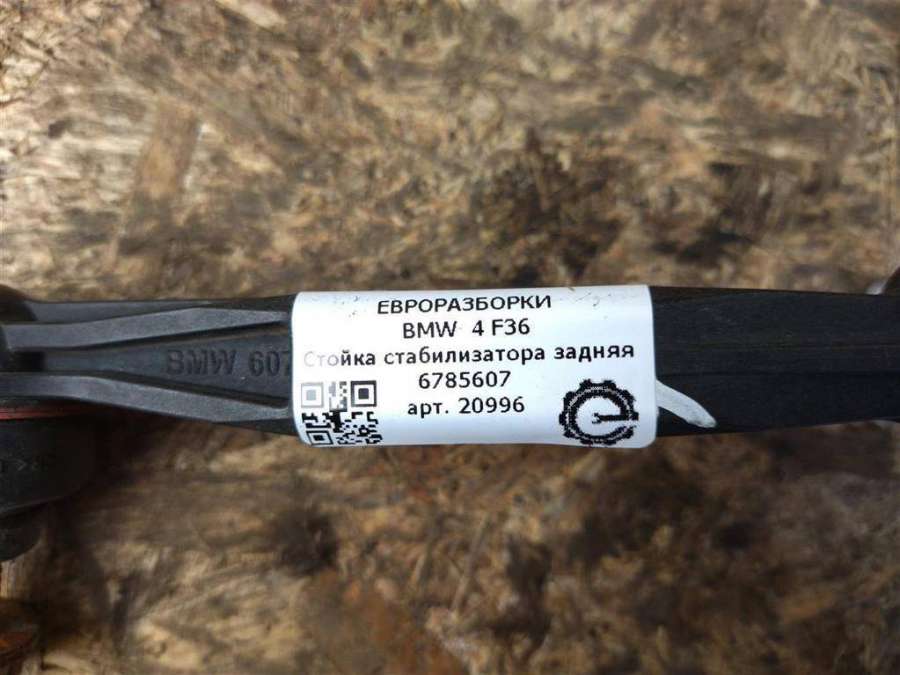 ЕВРОРАЗБОРКИ
BMW 4 F36
Стойка стабилизатора задняя
6785607
арт. 20996
BMW 607